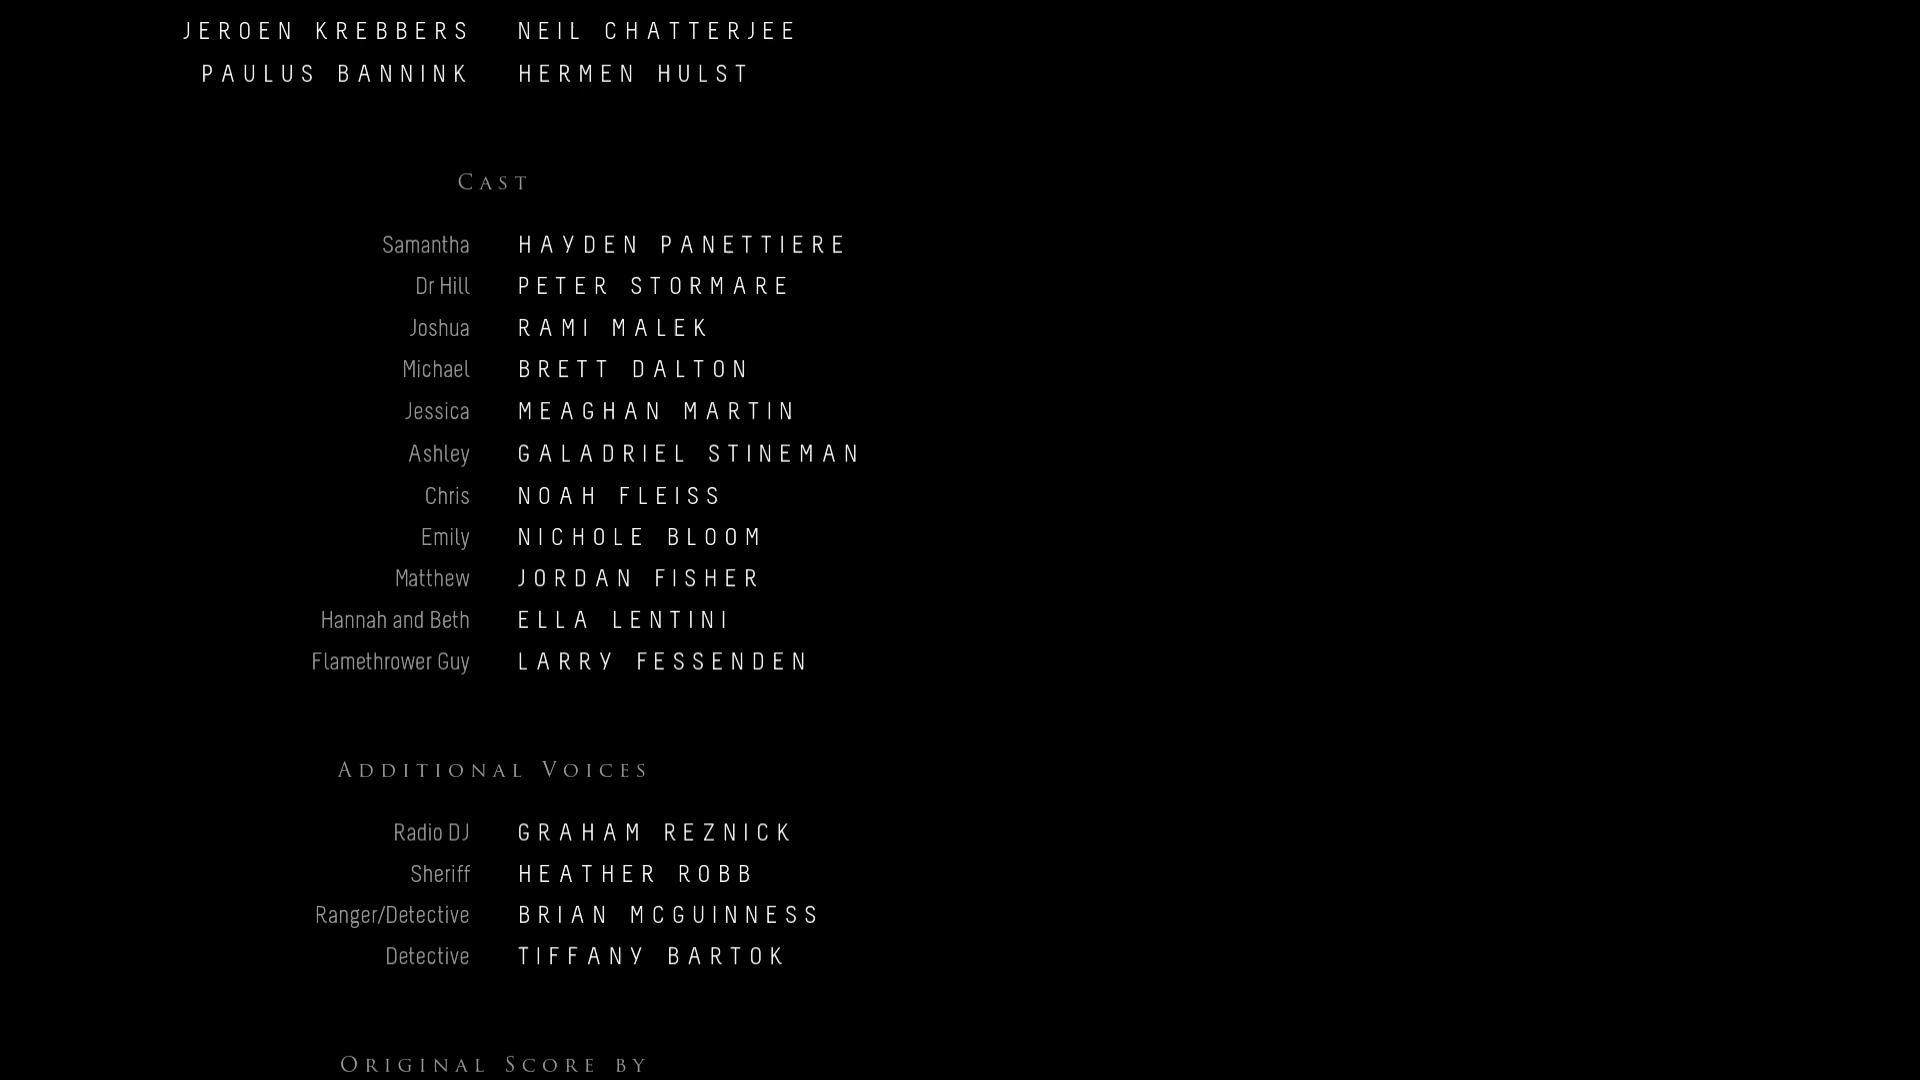 JEROEN KREBBERS NEIL CHATTERJEE
PAULUS BANNINK HERMEN HULST
CAST
Samantha HAYDEN PANETTIERE
Dr Hill PETER STORMARE
Joshua RAMI MALEK
Michael BRETT DALTON
Jessica MEAGHAN MARTIN
Ashley GALADRIEL STINEMAN
Chris NOAH FLEISS
Emily NICHOLE BLOOM
Matthew JORDAN FISHER
Hannah and Beth ELLA LENTINI
Flamethrower Guy LARRY FESSENDEN
ADDITIONAL VOICES
Radio DJ GRAHAM REZNICK
Sheriff HEATHER ROBB
Ranger/Detective BRIAN MCGUINNESS
Detective TIFFANY BARTOK
ORIGINAL SCORE BY